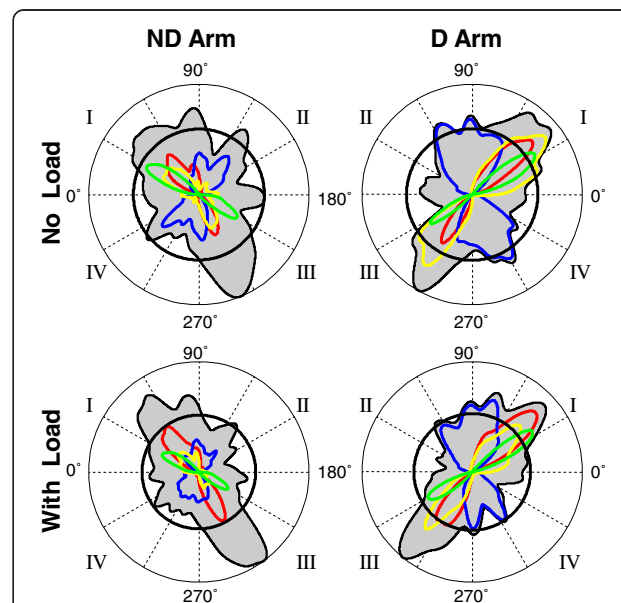 ND Arm D Arm
90° 90°
I II II I
No Load
0° 180° 0°
IV III III IV
270° 270°
90° 90°
I II II I
With Load
0° 180° 0°
IV III III IV
270° 270°